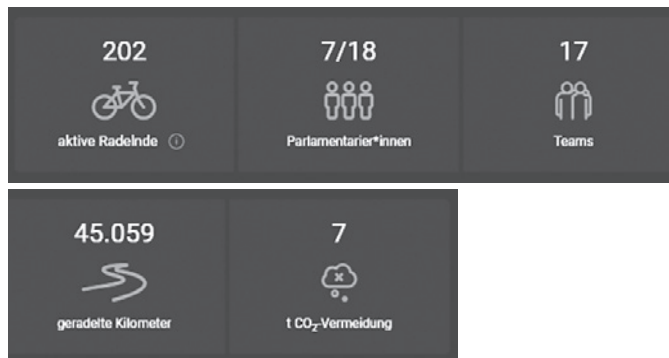 202
aktive Radelnde
7/18
Parlamentarier*innen
17
Teams
45.059
geradelte Kilometer
7
t CO₂-Vermeidung